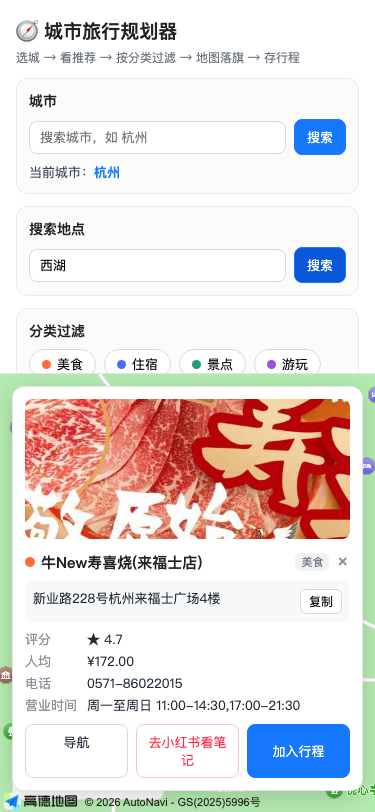 城市旅行规划器
选城 → 看推荐 → 按分类过滤 → 地图落旗 → 存行程
城市
搜索城市，如 杭州
搜索
当前城市：杭州
搜索地点
西湖
搜索
分类过滤
美食
住宿
景点
游玩
寿
原始
牛New寿喜烧(来福士店)
美食
×
新业路228号杭州来福士广场4楼
复制
评分 ★ 4.7
人均 ¥172.00
电话 0571-86022015
营业时间 周一至周日 11:00-14:30,17:00-21:30
导航
去小红书看笔
记
加入行程
高德地图 © 2026 AutoNavi - GS(2025)5996号